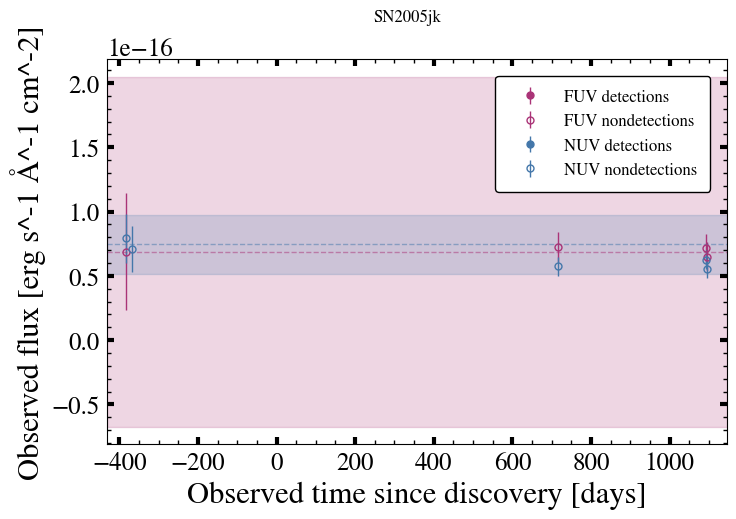 SN2005jk
1e−16
Observed flux [erg s^-1 Å^-1 cm^-2]
2.0
1.5
1.0
0.5
0.0
−0.5
FUV detections
FUV nondetections
NUV detections
NUV nondetections
−400 −200 0 200 400 600 800 1000
Observed time since discovery [days]